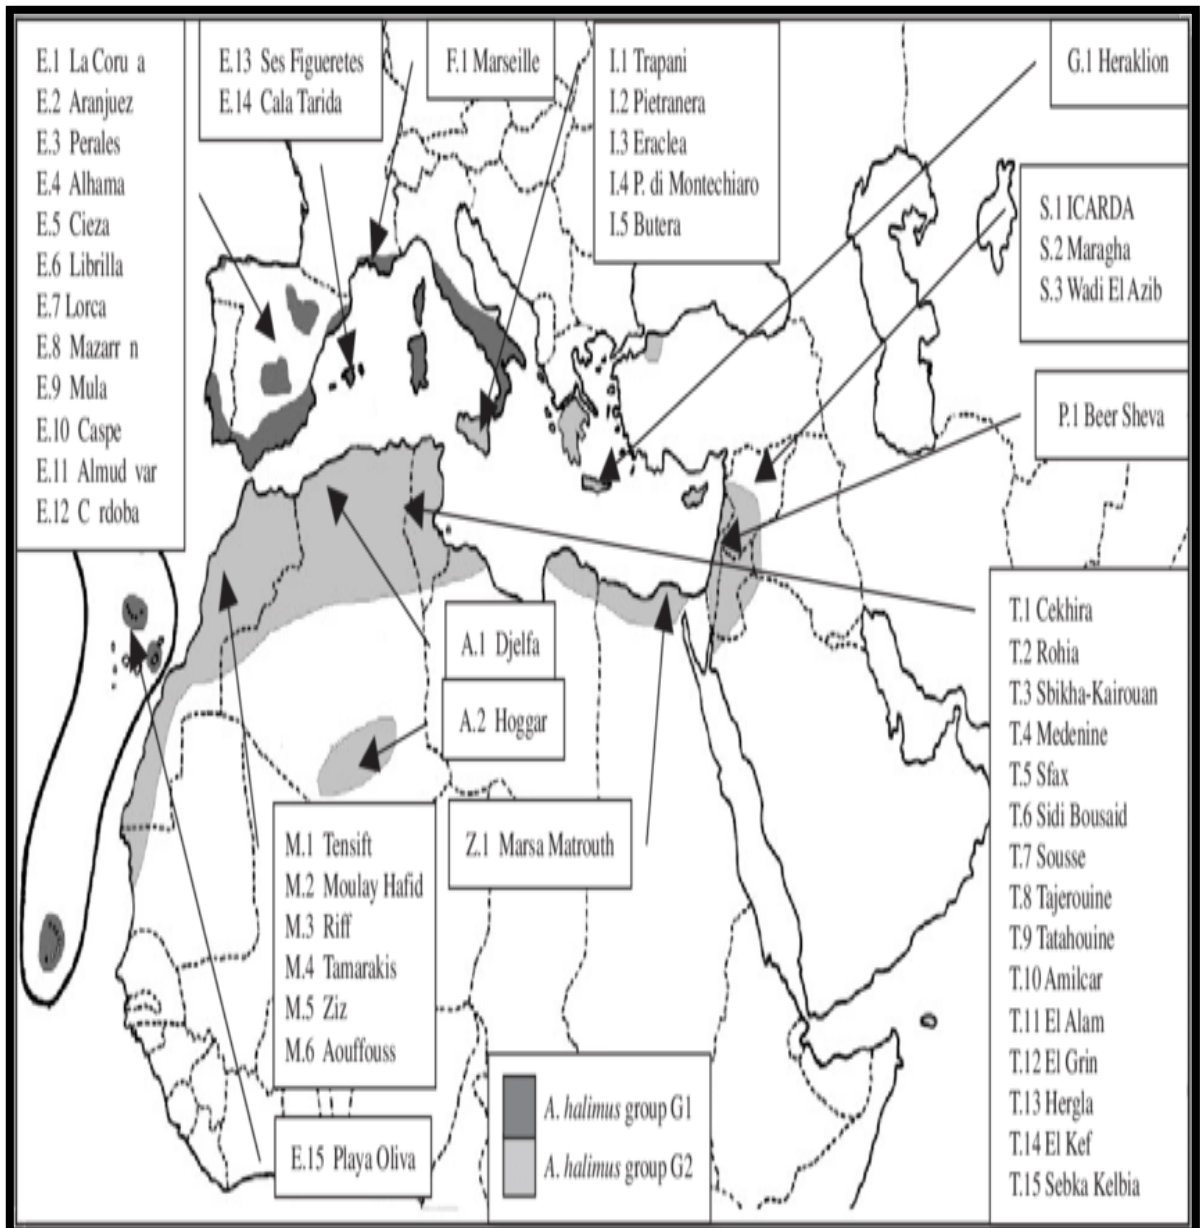 E.1 La Coru a
E.2 Aranjuez
E.3 Perales
E.4 Alhama
E.5 Cieza
E.6 Librilla
E.7 Lorca
E.8 Mazarr n
E.9 Mula
E.10 Caspe
E.11 Almud var
E.12 C rdoba
E.13 Ses Figueretes
E.14 Cala Tarida
F.1 Marseille
I.1 Trapani
I.2 Pietranera
I.3 Eraclea
I.4 P. di Montechiaro
I.5 Butera
G.1 Heraklion
S.1 ICARDA
S.2 Maragha
S.3 Wadi El Azib
P.1 Beer Sheva
A.1 Djelfa
A.2 Hoggar
M.1 Tensift
M.2 Moulay Hafid
M.3 Riff
M.4 Tamarakis
M.5 Ziz
M.6 Aouffouss
Z.1 Marsa Matrouth
T.1 Cekhira
T.2 Rohia
T.3 Sbikha-Kairouan
T.4 Medenine
T.5 Sfax
T.6 Sidi Bousaid
T.7 Sousse
T.8 Tajerouine
T.9 Tatahouine
T.10 Amilcar
T.11 El Alam
T.12 El Grin
T.13 Hergla
T.14 El Kef
T.15 Sebka Kelbia
E.15 Playa Oliva
A. halimus group G1
A. halimus group G2